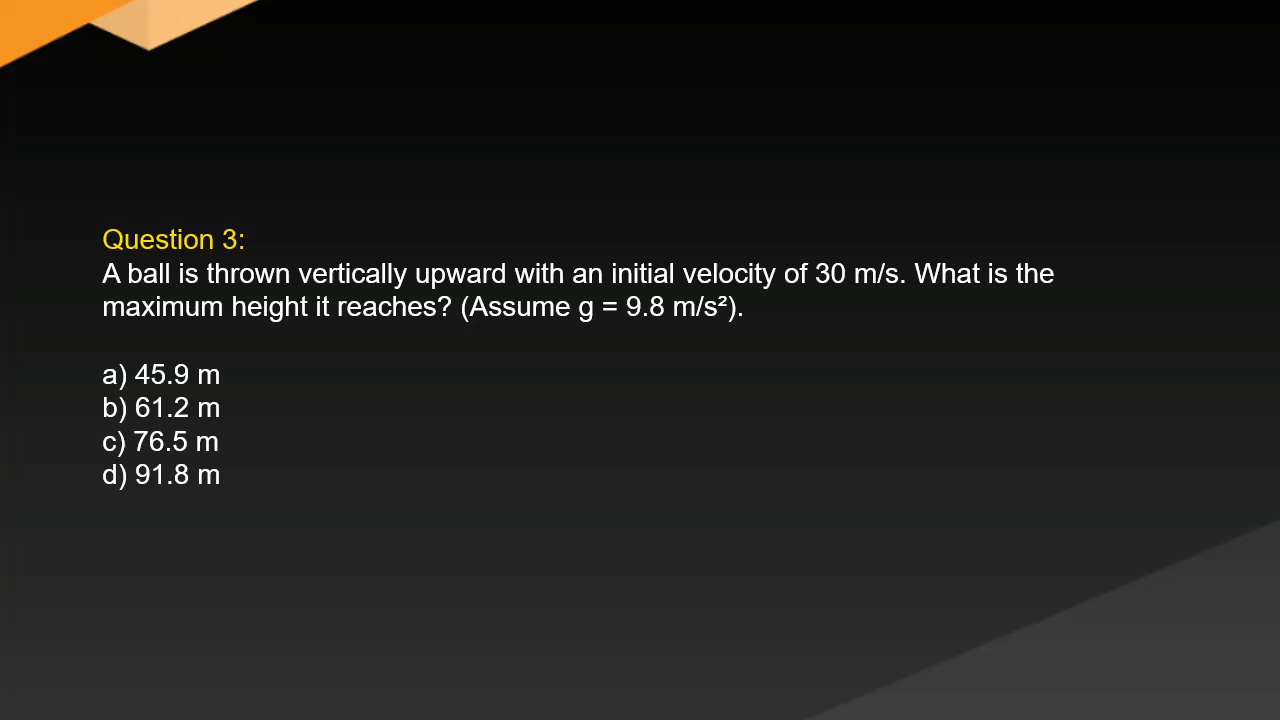 Question 3:
A ball is thrown vertically upward with an initial velocity of 30 m/s. What is the
maximum height it reaches? (Assume g = 9.8 m/s²).
a) 45.9 m
b) 61.2 m
c) 76.5 m
d) 91.8 m